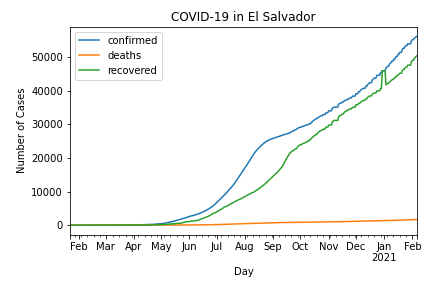 COVID-19 in El Salvador
confirmed
deaths
recovered
Number of Cases
50000
40000
30000
20000
10000
0
Feb Mar Apr May Jun Jul Aug Sep Oct Nov Dec Jan Feb
2021
Day